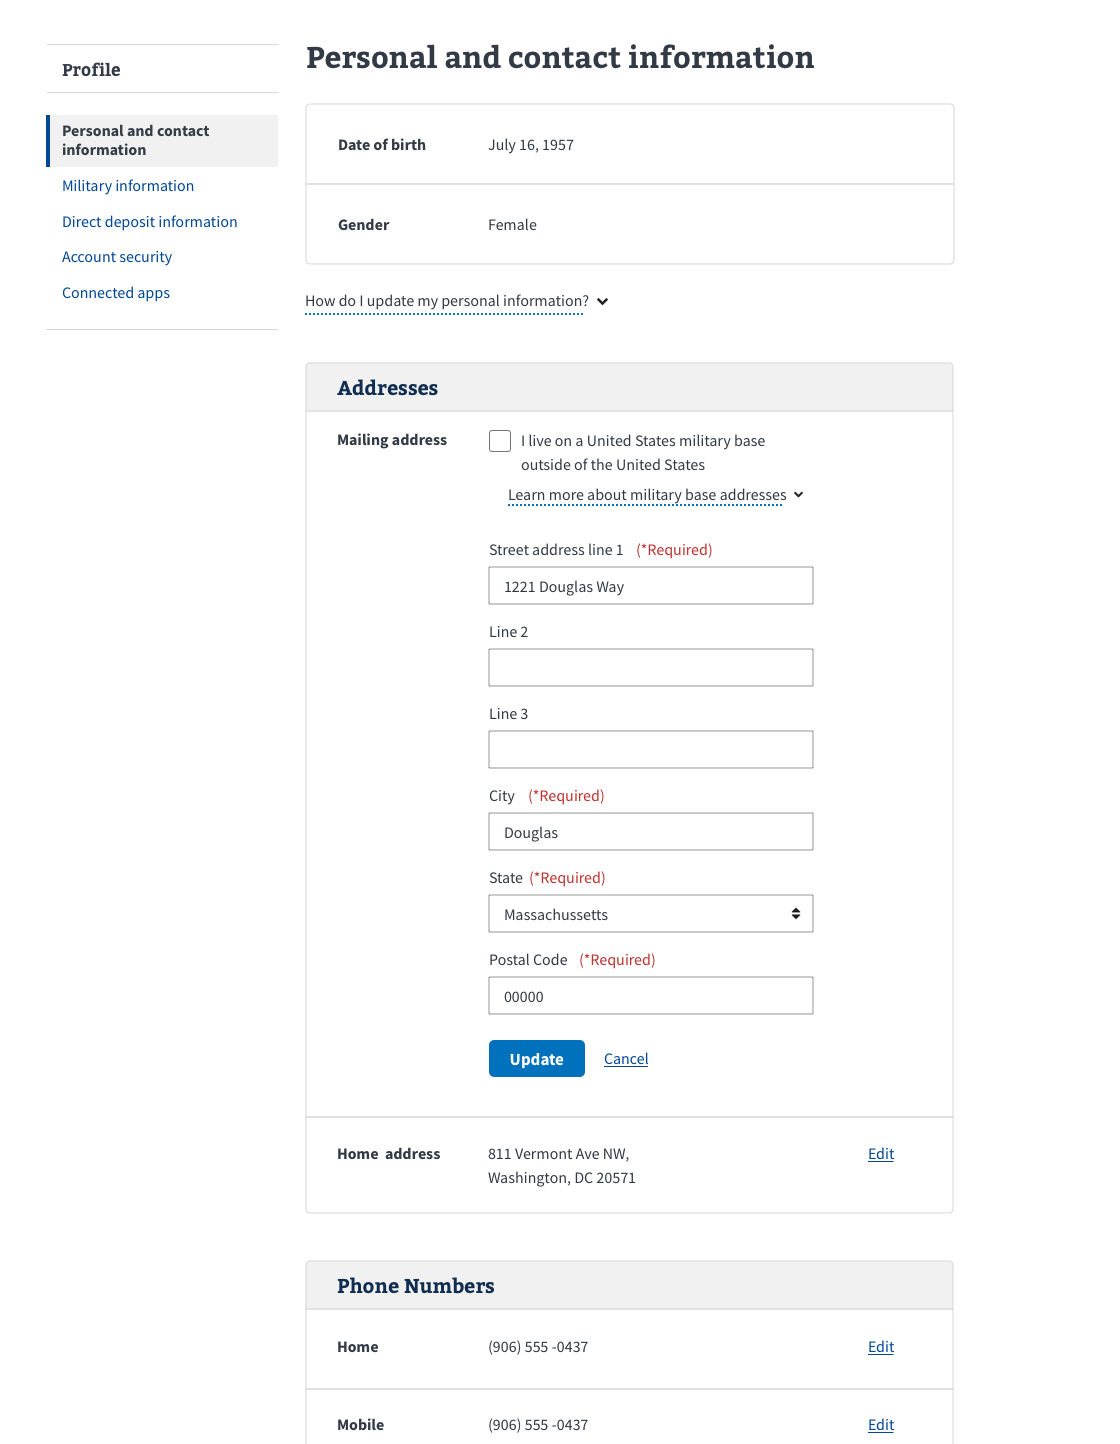 Profile
Personal and contact
information
Military information
Direct deposit information
Account security
Connected apps
Personal and contact information
Date of birth July 16, 1957
Gender Female
How do I update my personal information?
Addresses
Mailing address
I live on a United States military base
outside of the United States
Learn more about military base addresses
Street address line 1 (*Required)
1221 Douglas Way
Line 2
Line 3
City (*Required)
Douglas
State (*Required)
Massachussetts
Postal Code (*Required)
00000
Update Cancel
Home address 811 Vermont Ave NW, Edit
Washington, DC 20571
Phone Numbers
Home (906) 555 -0437 Edit
Mobile (906) 555 -0437 Edit